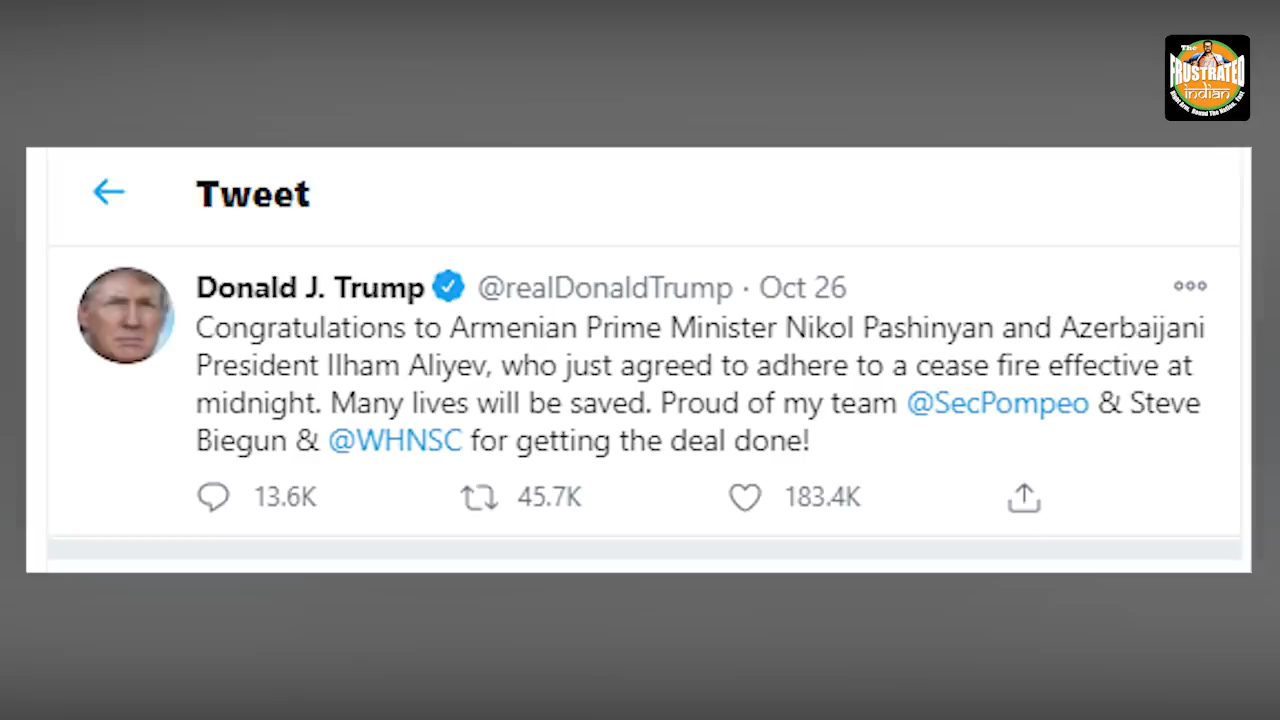 The
FRUSTRATED
indian
Tweet
Donald J. Trump @realDonaldTrump · Oct 26
Congratulations to Armenian Prime Minister Nikol Pashinyan and Azerbaijani
President Ilham Aliyev, who just agreed to adhere to a cease fire effective at
midnight. Many lives will be saved. Proud of my team @SecPompeo & Steve
Biegun & @WHNSC for getting the deal done!
13.6K 45.7K 183.4K